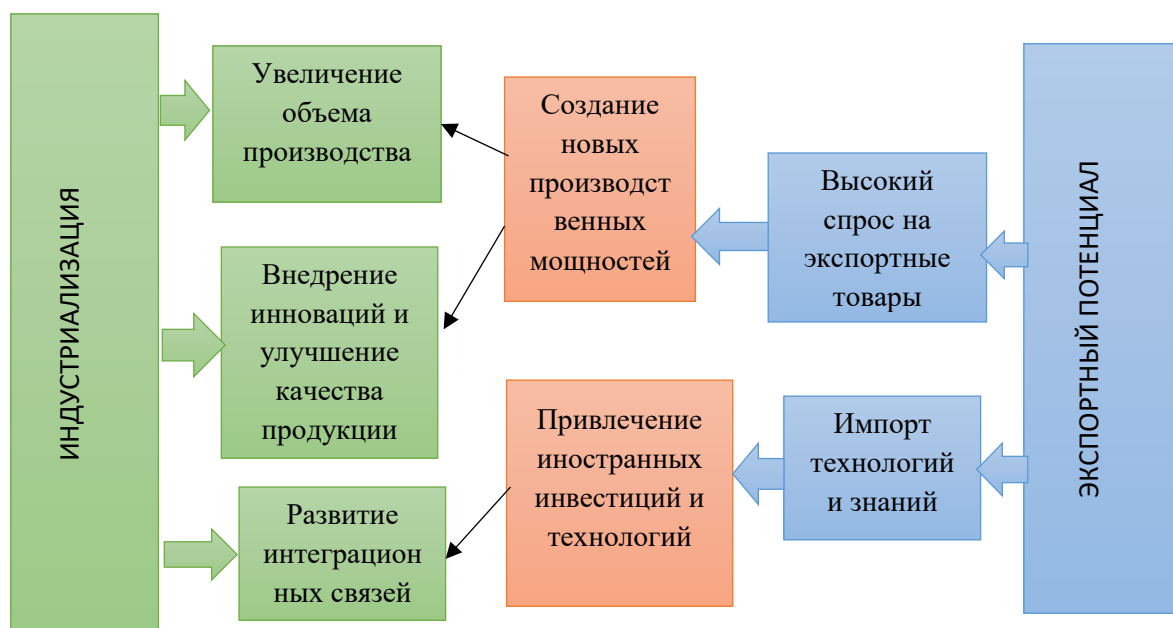 ИНДУСТРИАЛИЗАЦИЯ
Увеличение
объема
производства
Внедрение
инноваций и
улучшение
качества
продукции
Развитие
интеграцион
ных связей
Создание
новых
производст
венных
мощностей
Привлечение
иностранных
инвестиций и
технологий
Высокий
спрос на
экспортные
товары
Импорт
технологий
и знаний
ЭКСПОРТНЫЙ ПОТЕНЦИАЛ